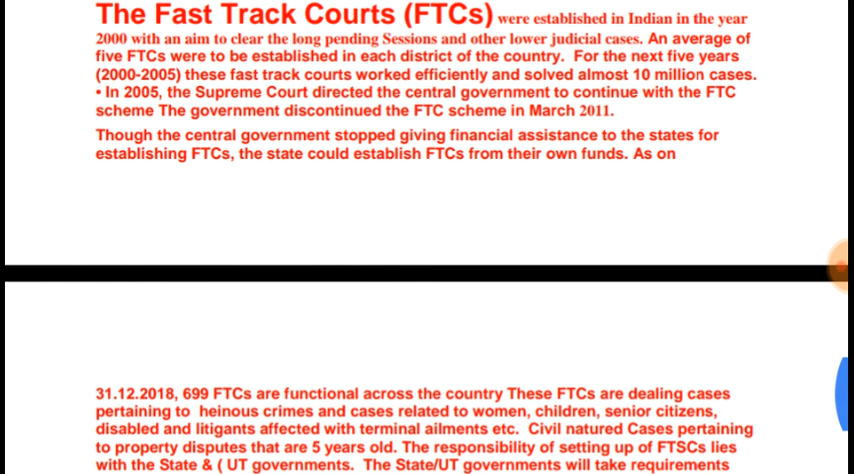 The Fast Track Courts (FTCs) were established in Indian in the year
2000 with an aim to clear the long pending Sessions and other lower judicial cases. An average of
five FTCs were to be established in each district of the country. For the next five years
(2000-2005) these fast track courts worked efficiently and solved almost 10 million cases.
• In 2005, the Supreme Court directed the central government to continue with the FTC
scheme The government discontinued the FTC scheme in March 2011.
Though the central government stopped giving financial assistance to the states for
establishing FTCs, the state could establish FTCs from their own funds. As on
31.12.2018, 699 FTCs are functional across the country These FTCs are dealing cases
pertaining to heinous crimes and cases related to women, children, senior citizens,
disabled and litigants affected with terminal ailments etc. Civil natured Cases pertaining
to property disputes that are 5 years old. The responsibility of setting up of FTSCs lies
with the State & ( UT governments. The State/UT governments will take requirements